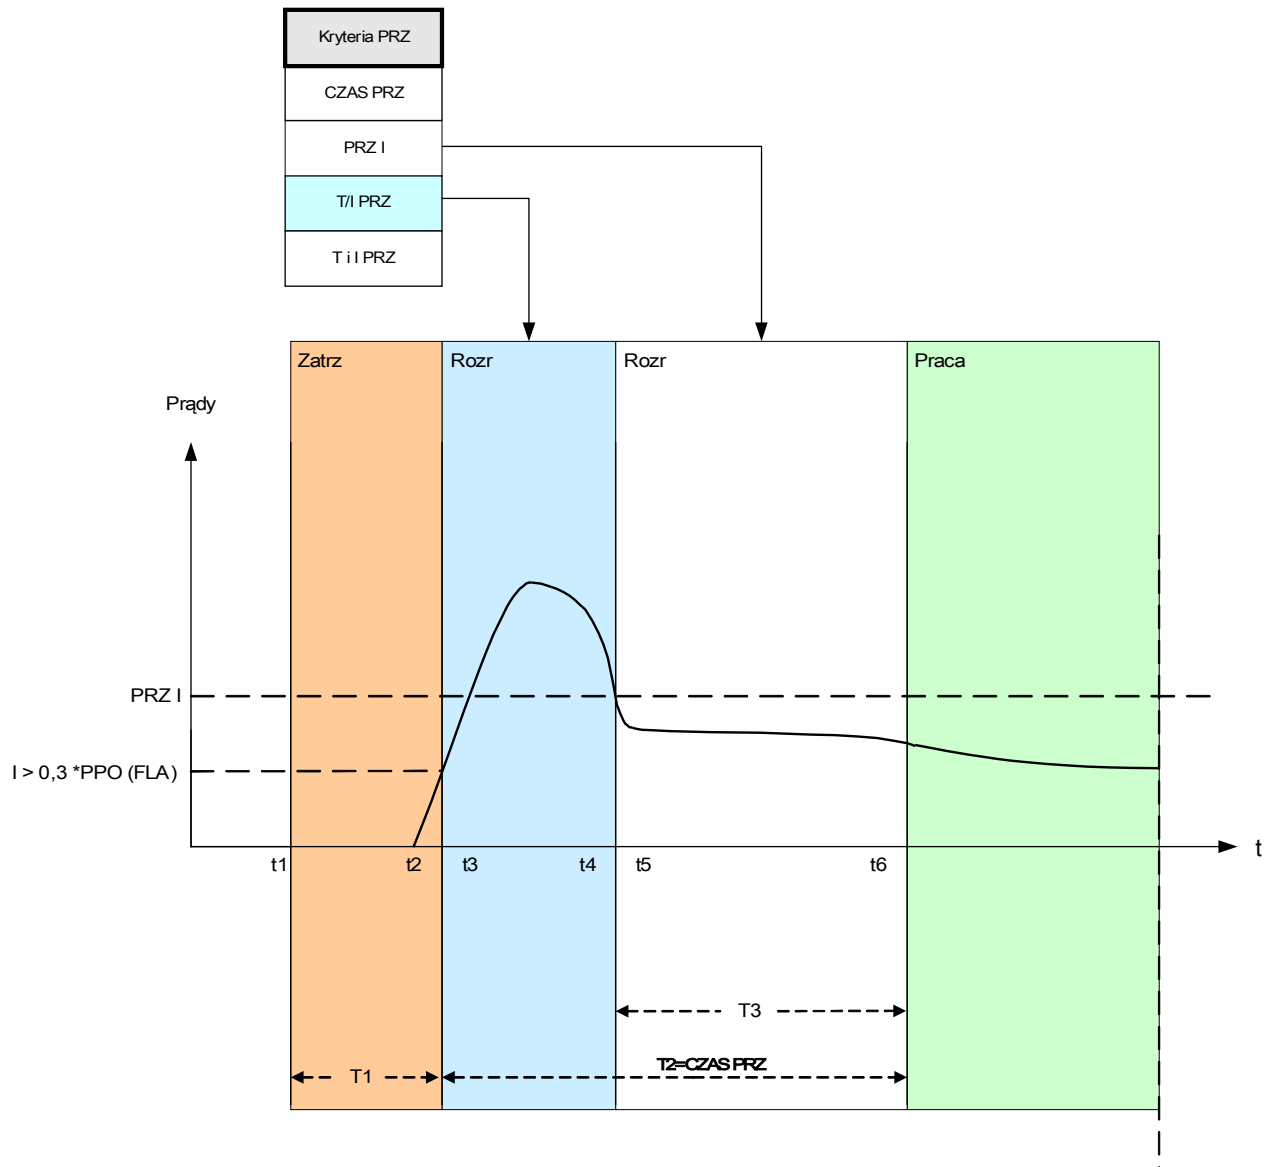 Kryteria PRZ
CZAS PRZ
PRZ I
T/I PRZ
T i I PRZ
Zatrz
Rozr
Rozr
Praca
Prądy
PRZ I
I > 0,3 *PPO (FLA)
t1
t2
t3
t4
t5
t6
t
T3
T2=CZAS PRZ
T1